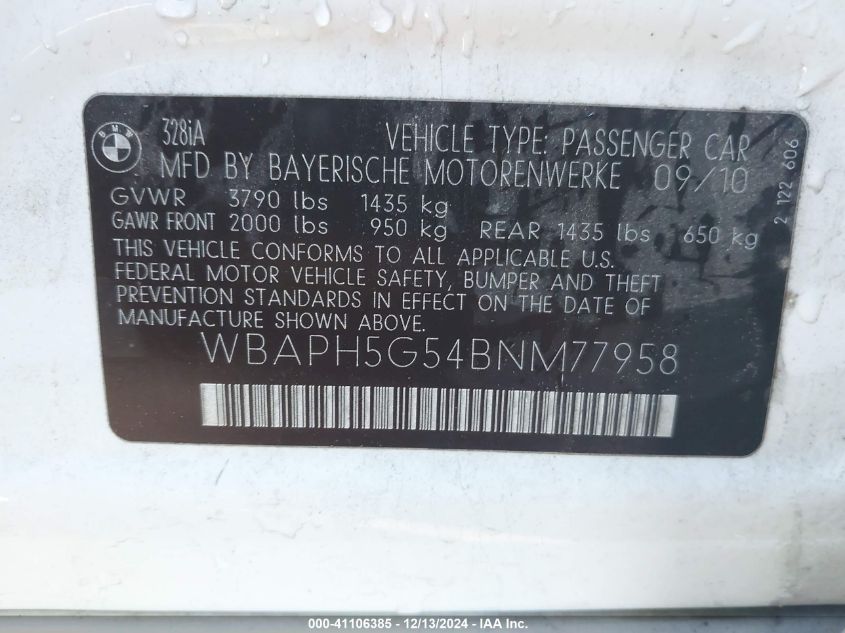 BMW
328iA VEHICLE TYPE: PASSENGER CAR
MFD BY BAYERISCHE MOTORENWERKE 09/10
GVWR 3790 lbs 1435 kg
GAWR FRONT 2000 lbs 950 kg REAR 1435 lbs 650 kg
THIS VEHICLE CONFORMS TO ALL APPLICABLE U.S.
FEDERAL MOTOR VEHICLE SAFETY, BUMPER AND THEFT
PREVENTION STANDARDS IN EFFECT ON THE DATE OF
MANUFACTURE SHOWN ABOVE.
WBAPH5G54BNM77958
2 122 606
000-41106385 - 12/13/2024 - IAA Inc.